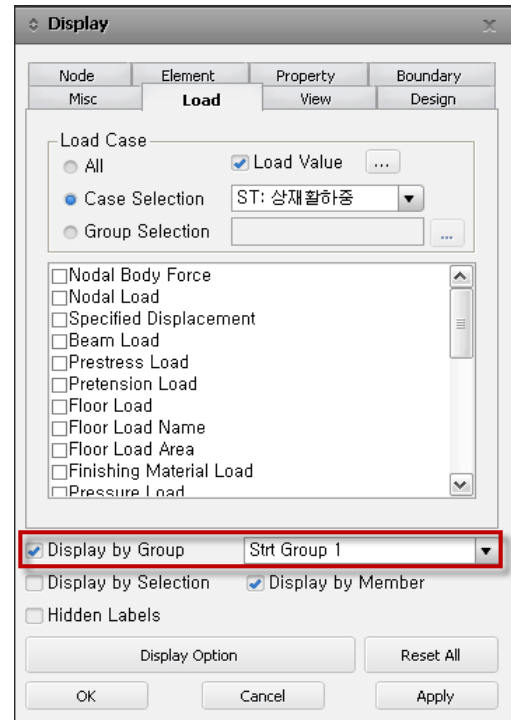 Display
Node Element Property Boundary
Misc Load View Design
Load Case
All Load Value ...
Case Selection ST: 상재활하중
Group Selection ...
Nodal Body Force
Nodal Load
Specified Displacement
Beam Load
Prestress Load
Pretension Load
Floor Load
Floor Load Name
Floor Load Area
Finishing Material Load
Pressure Load
Display by Group Strt Group 1
Display by Selection Display by Member
Hidden Labels
Display Option Reset All
OK Cancel Apply